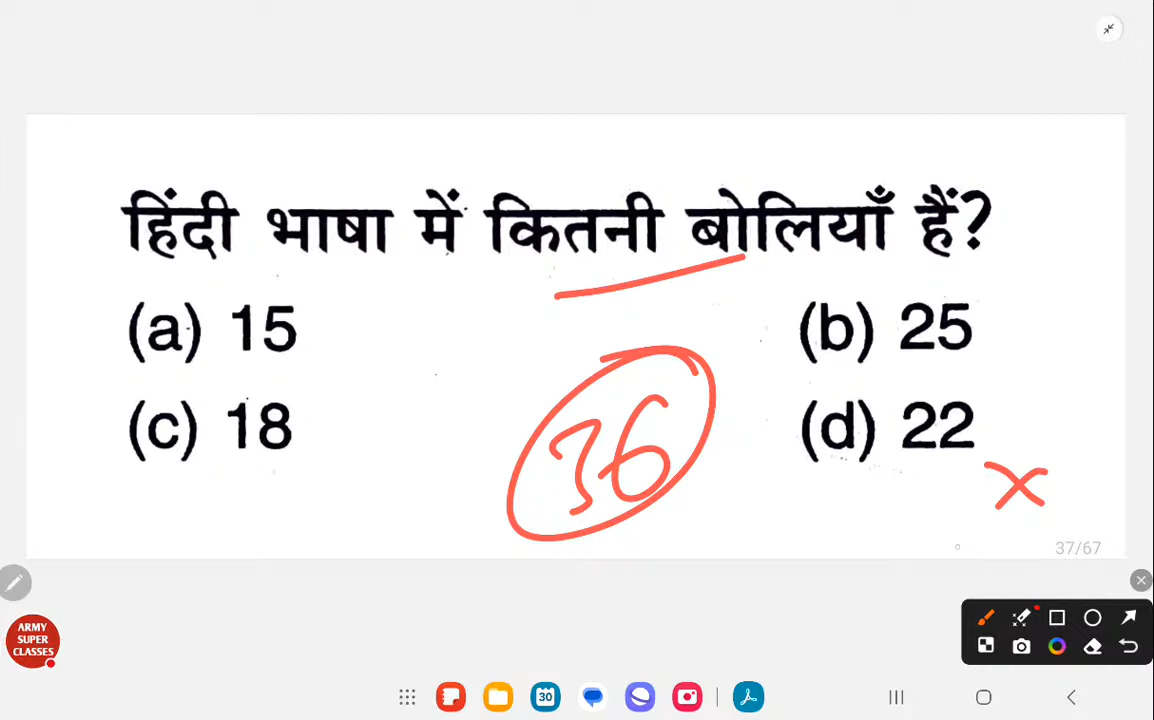 हिंदी भाषा में कितनी बोलियाँ हैं?
(a) 15 (b) 25
36
(c) 18 (d) 22
x
37/67
ARMY
SUPER
CLASSES
30